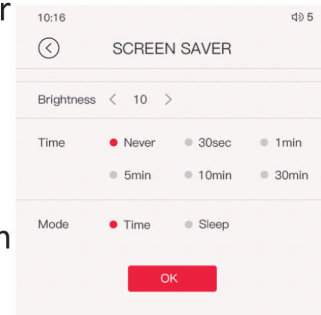 r
10:16 5
SCREEN SAVER
Brightness < 10 >
Time Never 30sec 1min
5min 10min 30min
Mode Time Sleep
n
OK